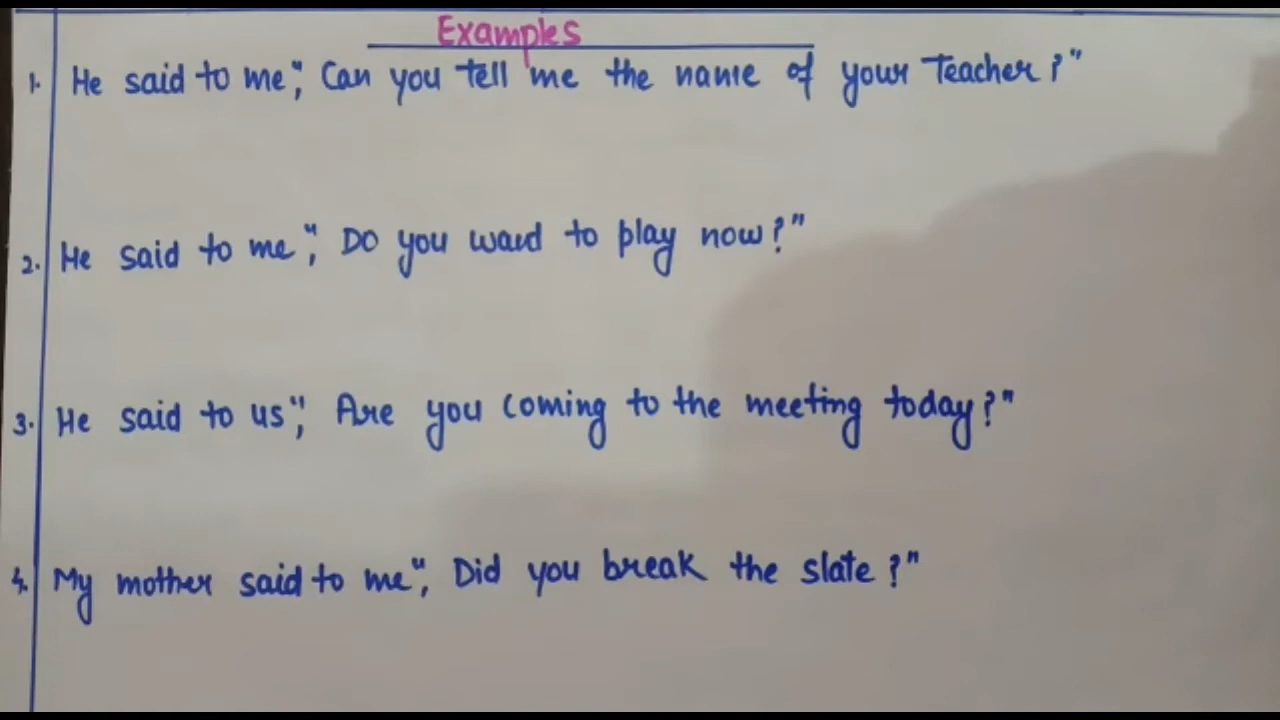 Examples
1. He said to me", Can you tell me the name of your Teacher?"
2. He said to me", Do you want to play now?"
3. He said to us", Are you coming to the meeting today?"
4. My mother said to me", Did you break the slate?"